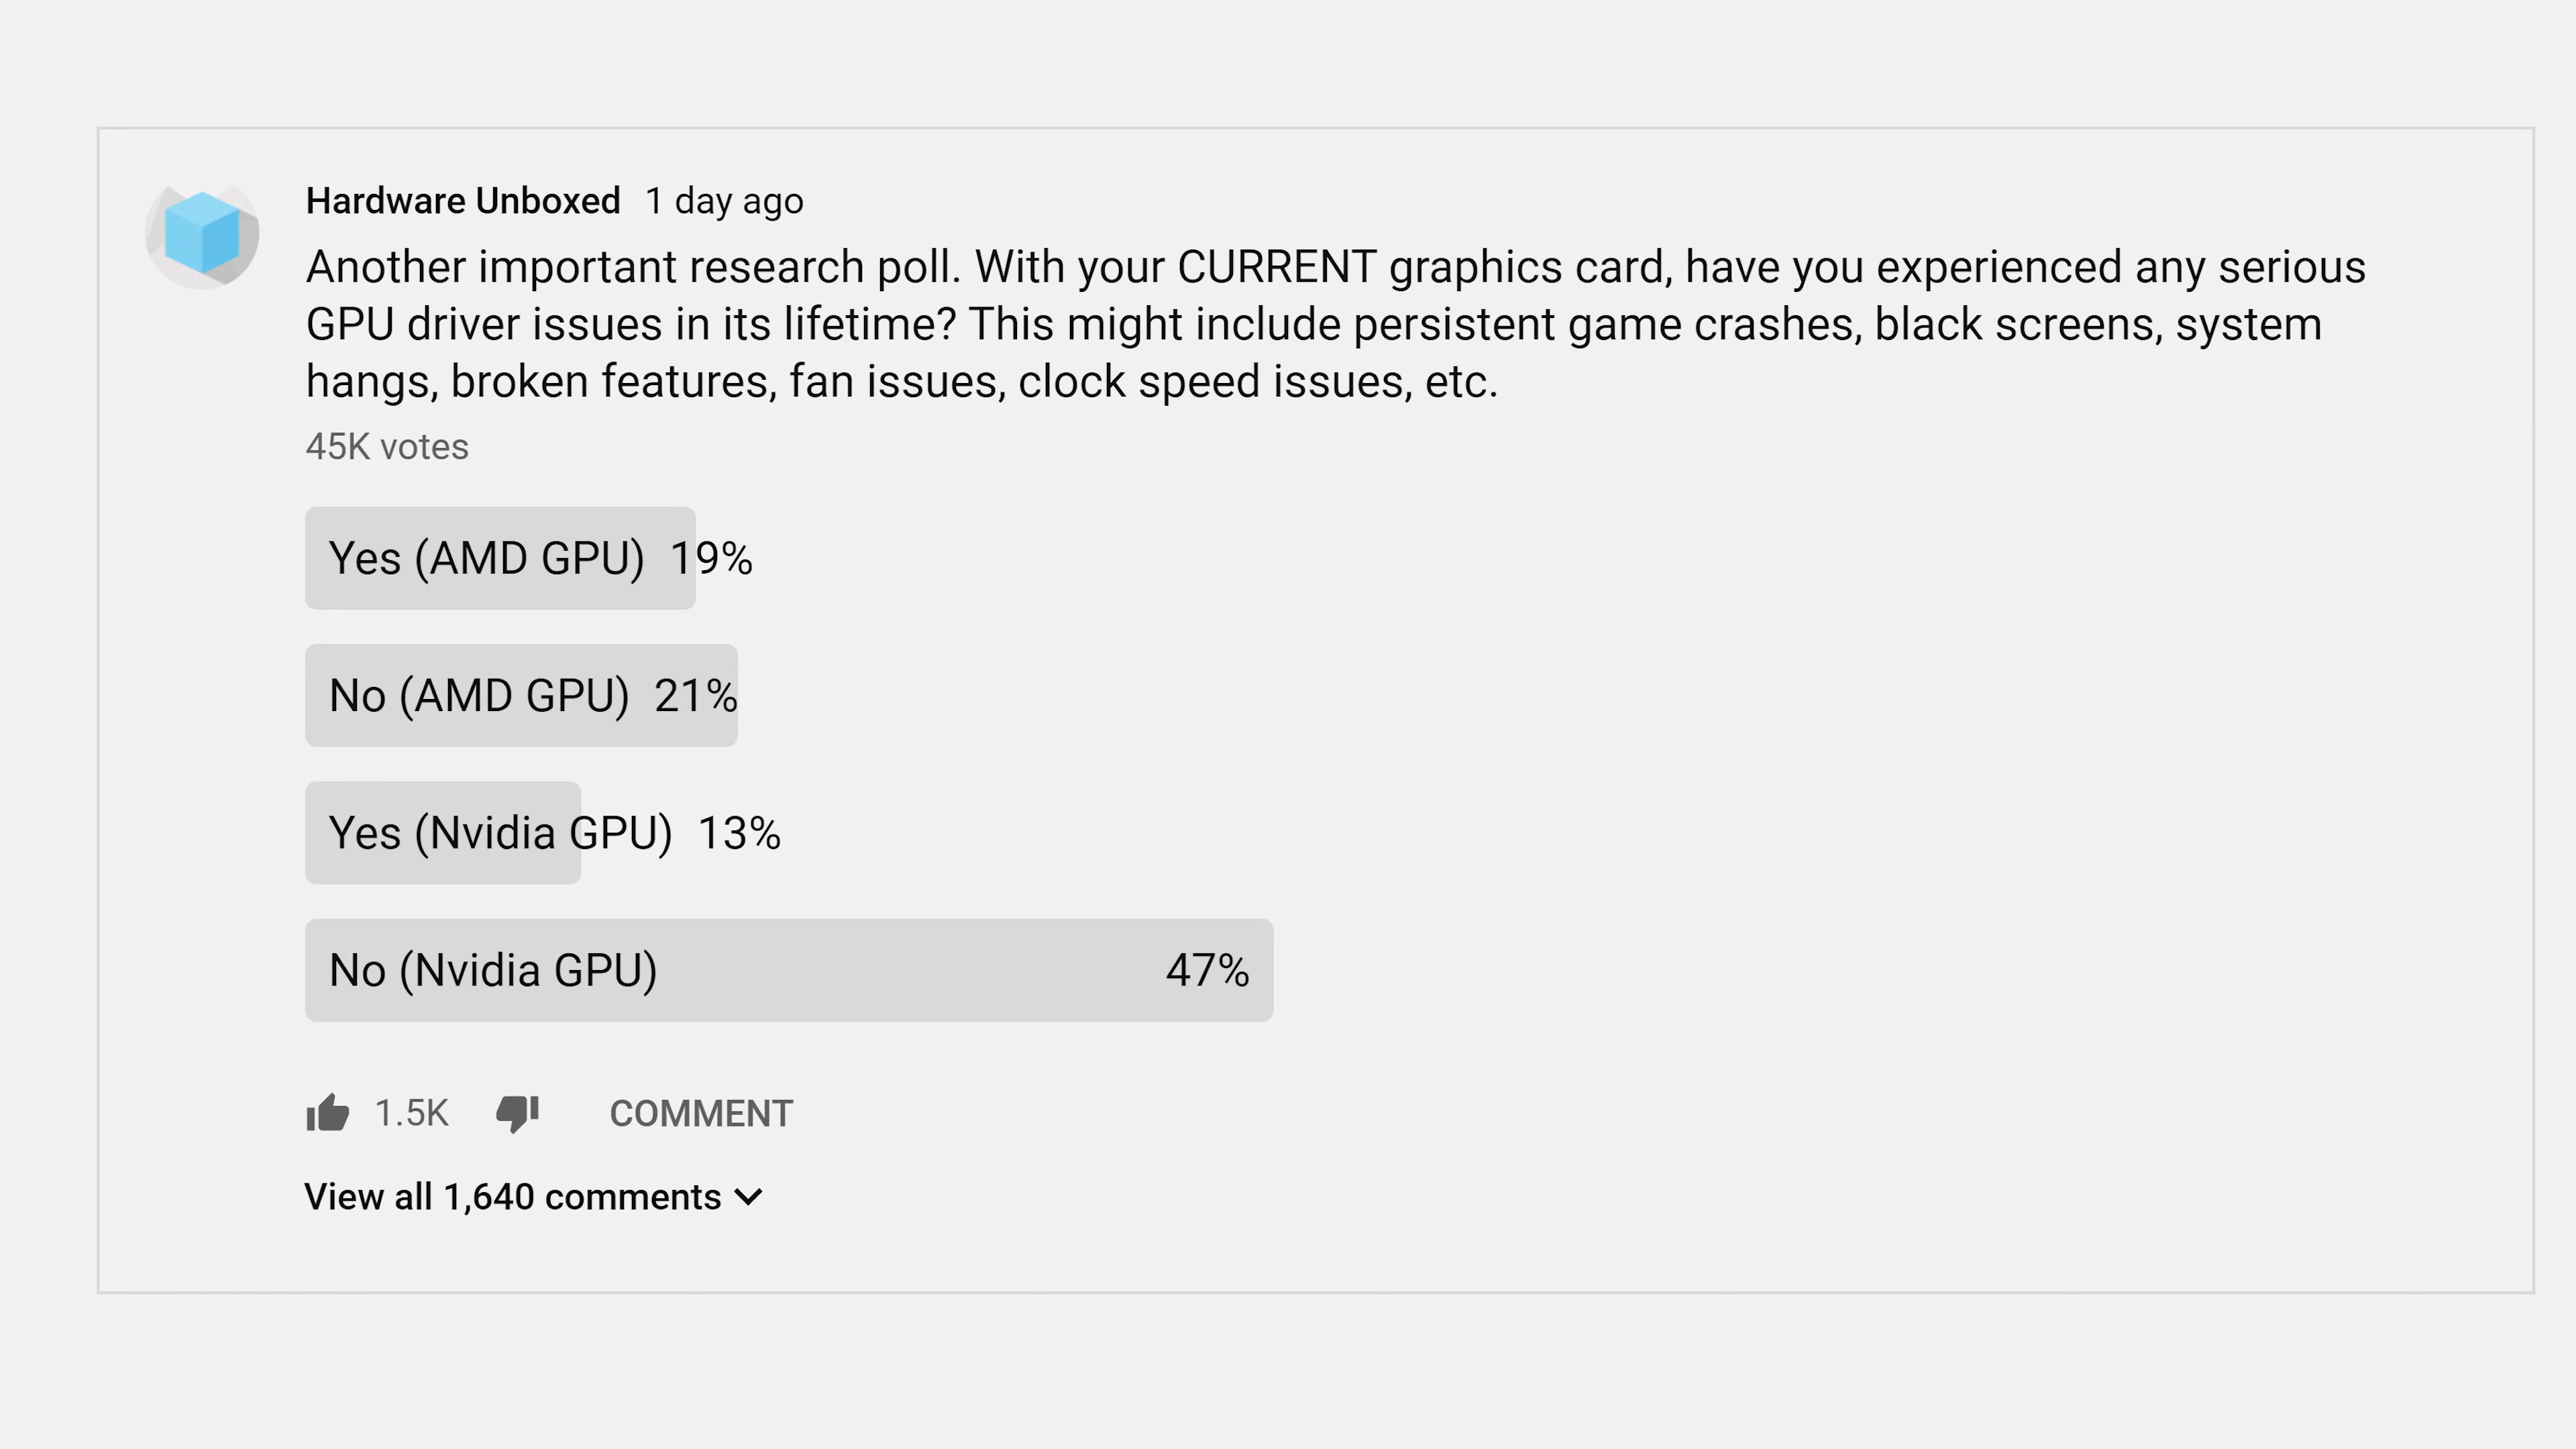 Hardware Unboxed 1 day ago
Another important research poll. With your CURRENT graphics card, have you experienced any serious
GPU driver issues in its lifetime? This might include persistent game crashes, black screens, system
hangs, broken features, fan issues, clock speed issues, etc.
45K votes
Yes (AMD GPU) 19%
No (AMD GPU) 21%
Yes (Nvidia GPU) 13%
No (Nvidia GPU) 47%
1.5K COMMENT
View all 1,640 comments